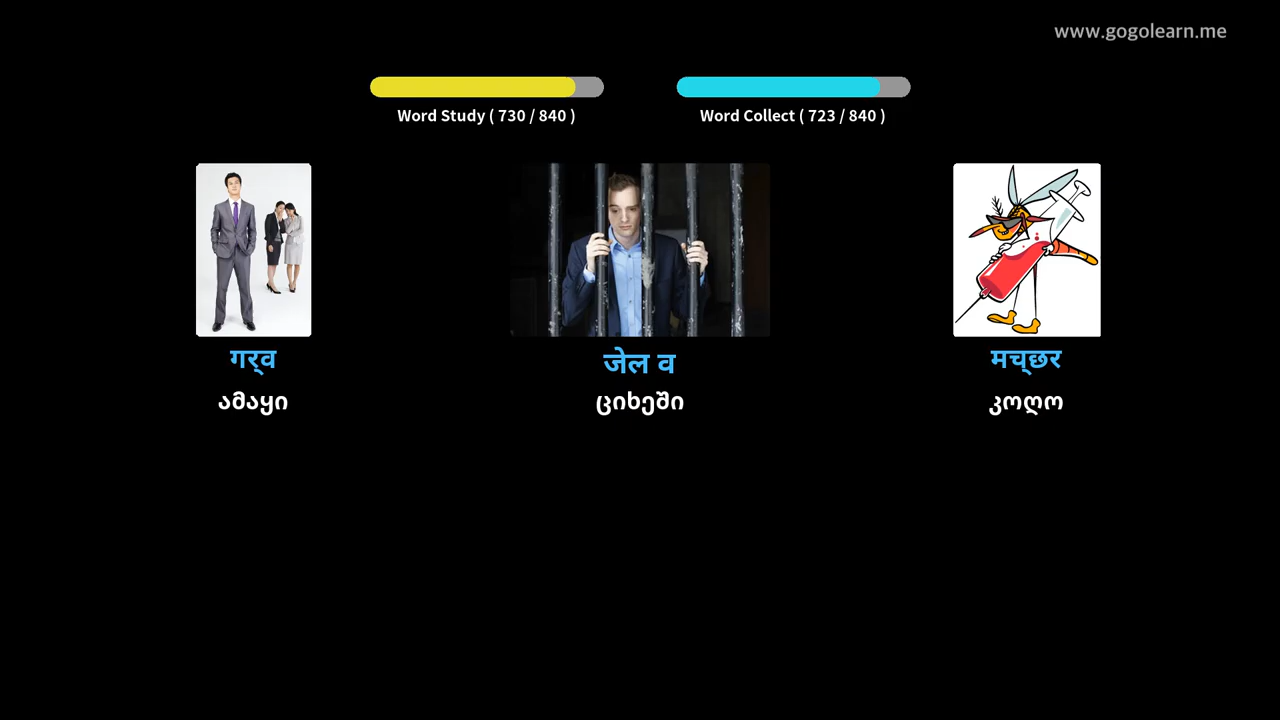 www.gogolearn.me
Word Study ( 730 / 840 )
Word Collect ( 723 / 840 )
गर्‌व
ამაყი
जेल व
ციხეში
मच्‌छर
კოღო